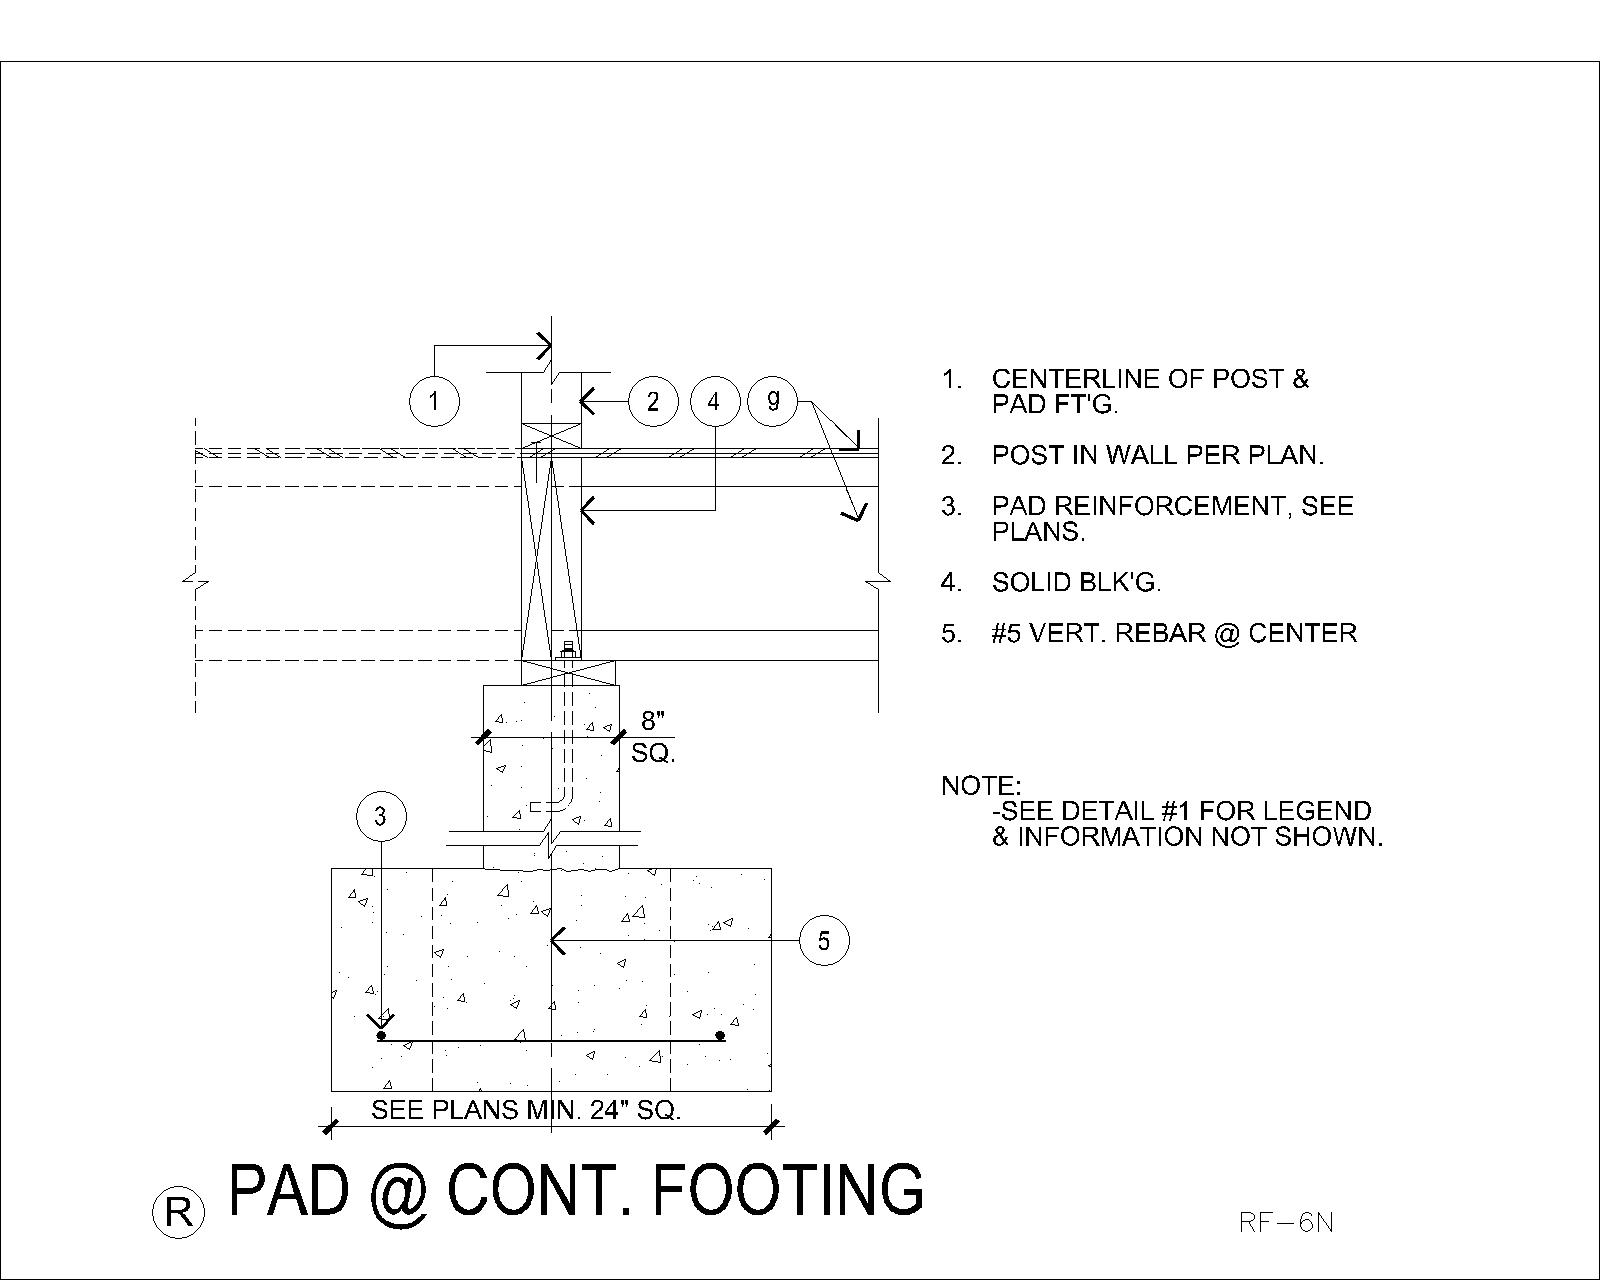 1
2
4
9
1. CENTERLINE OF POST &
PAD FT'G.
2. POST IN WALL PER PLAN.
3. PAD REINFORCEMENT, SEE
PLANS.
4. SOLID BLK'G.
5. #5 VERT. REBAR @ CENTER
8"
SQ.
NOTE:
-SEE DETAIL #1 FOR LEGEND
& INFORMATION NOT SHOWN.
3
5
SEE PLANS MIN. 24" SQ.
R PAD @ CONT. FOOTING
RF-6N